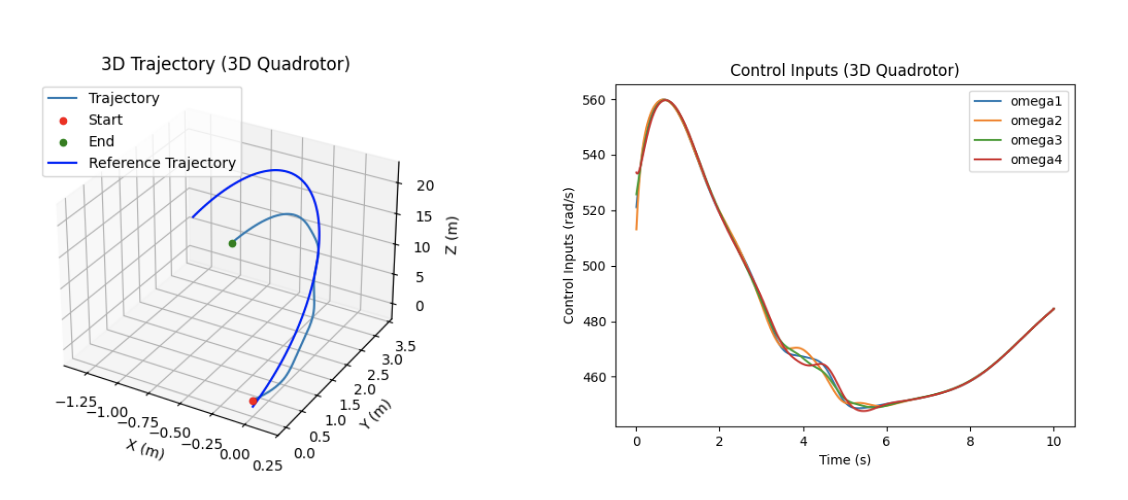 3D Trajectory (3D Quadrotor)
Trajectory
Start
End
Reference Trajectory
20
15
10
5
0
Z (m)
3.5
3.0
2.5
2.0
1.5
1.0
0.5
0.0
Y (m)
−1.25
−1.00
−0.75
−0.50
−0.25
0.00
0.25
X (m)
Control Inputs (3D Quadrotor)
omega1
omega2
omega3
omega4
560
540
520
500
480
460
Control Inputs (rad/s)
0 2 4 6 8 10
Time (s)